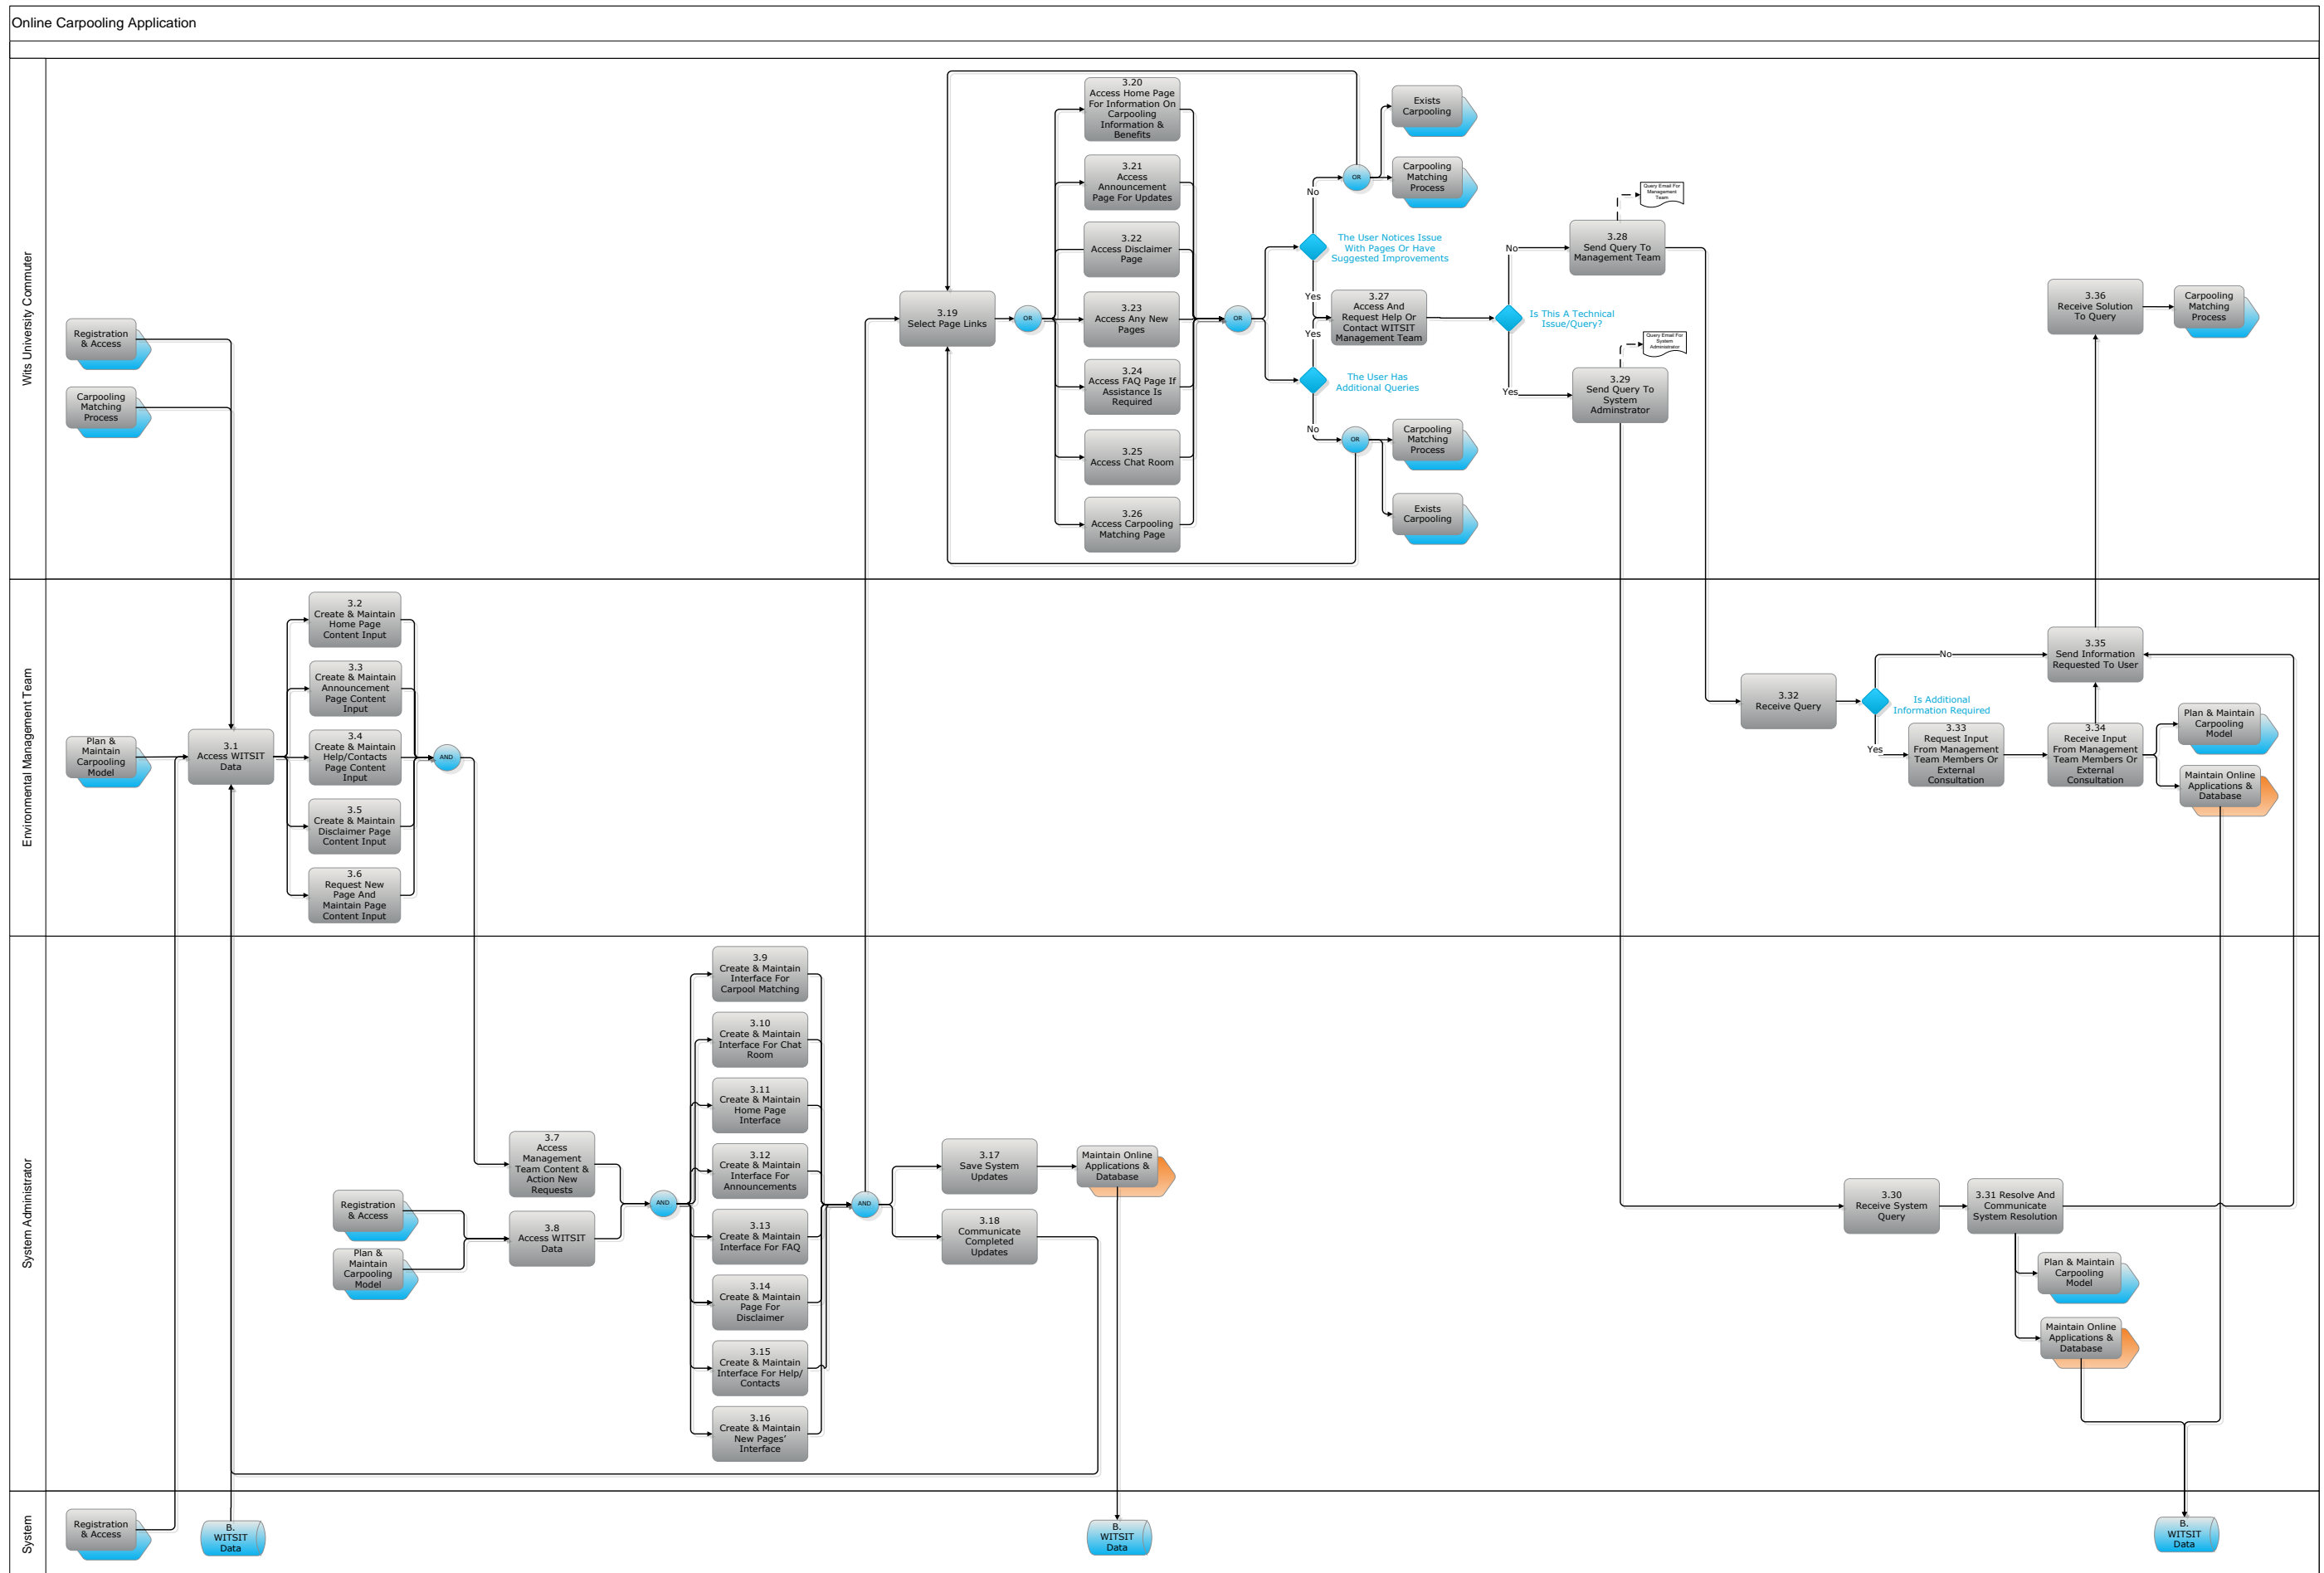 Online Carpooling Application
Wits University Commuter
Registration
& Access
Carpooling
Matching
Process
3.19
Select Page Links
OR
3.20
Access Home Page
For Information On
Carpooling
Information &
Benefits
3.21
Access
Announcement
Page For Updates
3.22
Access Disclaimer
Page
3.23
Access Any New
Pages
3.24
Access FAQ Page If
Assistance Is
Required
3.25
Access Chat Room
3.26
Access Carpooling
Matching Page
OR
No
The User Notices Issue
With Pages Or Have
Suggested Improvements
Yes
Yes
The User Has
Additional Queries
No
OR
Exists
Carpooling
Carpooling
Matching
Process
3.27
Access And
Request Help Or
Contact WITSIT
Management Team
OR
Carpooling
Matching
Process
Exists
Carpooling
No
Is This A Technical
Issue/Query?
Yes
3.28
Send Query To
Management Team
Query Email For
Management
Team
3.29
Send Query To
System
Adminstrator
Query Email For
System
Administrator
3.36
Receive Solution
To Query
Carpooling
Matching
Process
Environmental Management Team
Plan &
Maintain
Carpooling
Model
3.1
Access WITSIT
Data
3.2
Create & Maintain
Home Page
Content Input
3.3
Create & Maintain
Announcement
Page Content
Input
3.4
Create & Maintain
Help/Contacts
Page Content
Input
3.5
Create & Maintain
Disclaimer Page
Content Input
3.6
Request New
Page And
Maintain Page
Content Input
AND
3.32
Receive Query
No
Is Additional
Information Required
Yes
3.33
Request Input
From Management
Team Members Or
External
Consultation
3.34
Receive Input
From Management
Team Members Or
External
Consultation
3.35
Send Information
Requested To User
Plan & Maintain
Carpooling
Model
Maintain Online
Applications &
Database
System Administrator
Registration
& Access
Plan &
Maintain
Carpooling
Model
3.7
Access
Management
Team Content &
Action New
Requests
3.8
Access WITSIT
Data
AND
3.9
Create & Maintain
Interface For
Carpool Matching
3.10
Create & Maintain
Interface For Chat
Room
3.11
Create & Maintain
Home Page
Interface
3.12
Create & Maintain
Interface For
Announcements
3.13
Create & Maintain
Interface For FAQ
3.14
Create & Maintain
Page For
Disclaimer
3.15
Create & Maintain
Interface For Help/
Contacts
3.16
Create & Maintain
New Pages'
Interface
AND
3.17
Save System
Updates
3.18
Communicate
Completed
Updates
Maintain Online
Applications &
Database
3.30
Receive System
Query
3.31 Resolve And
Communicate
System Resolution
Plan & Maintain
Carpooling
Model
Maintain Online
Applications &
Database
System
Registration
& Access
B.
WITSIT
Data
B.
WITSIT
Data
B.
WITSIT
Data